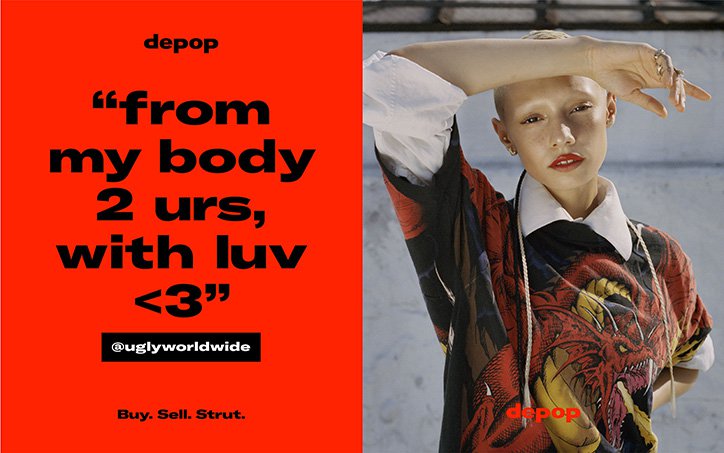 depop
“from
my body
2 urs,
with luv
<3”
@uglyworldwide
Buy. Sell. Strut.
depop